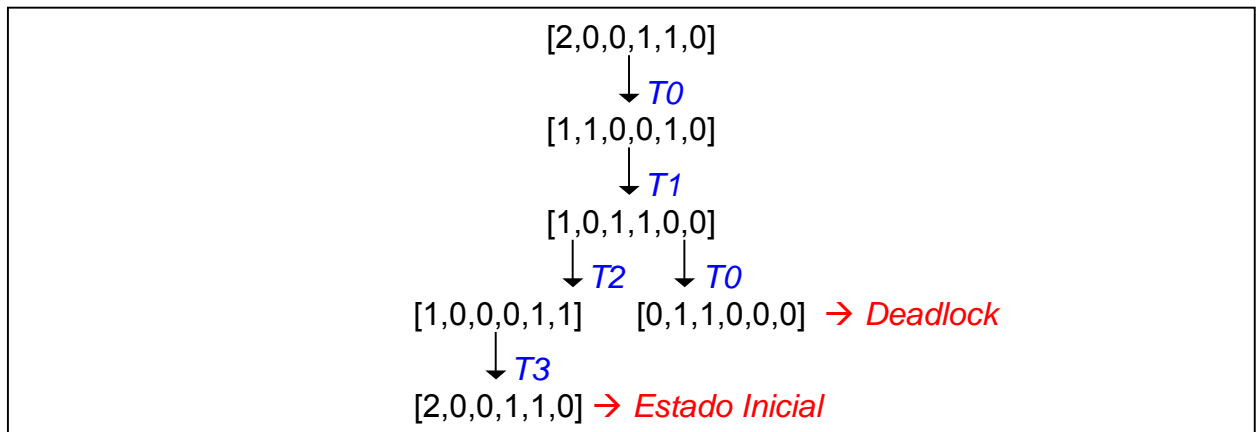 [2,0,0,1,1,0]
T0
[1,1,0,0,1,0]
T1
[1,0,1,1,0,0]
T2 T0
[1,0,0,0,1,1] [0,1,1,0,0,0] → Deadlock
T3
[2,0,0,1,1,0] → Estado Inicial